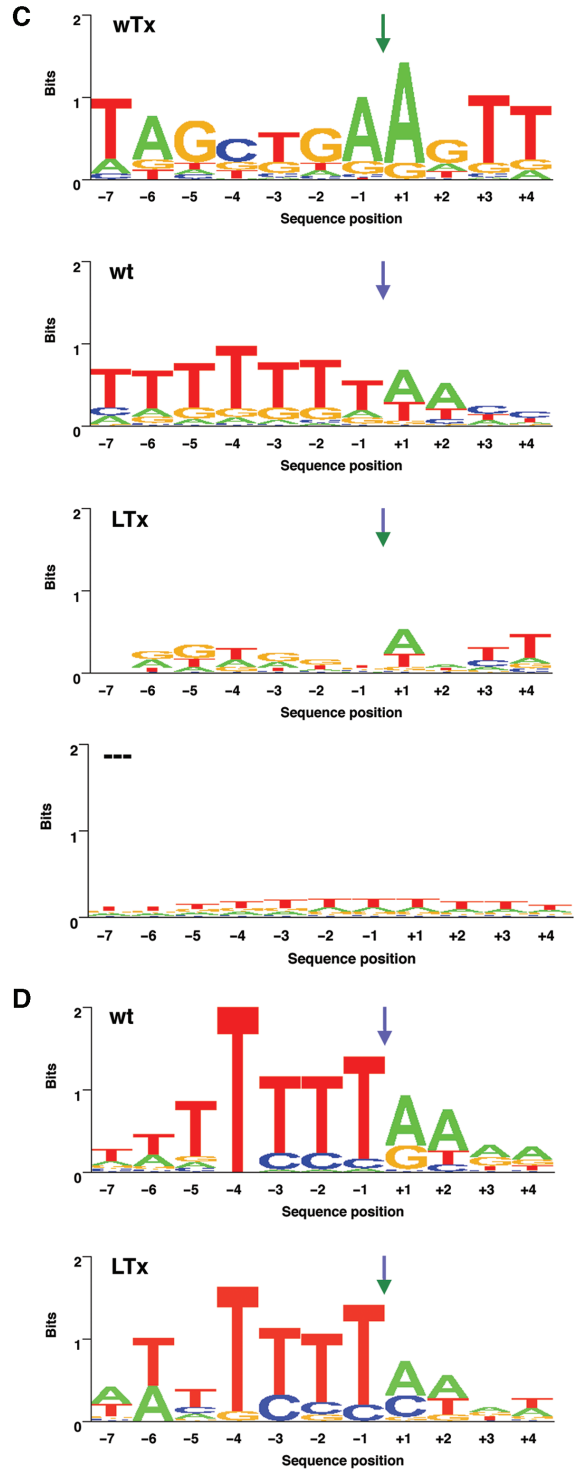 C
wTx
2
Bits
1
TAGCTGAAGTT
0
−7 −6 −5 −4 −3 −2 −1 +1 +2 +3 +4
Sequence position
wt
2
Bits
1
TTTTTTTAACC
0
−7 −6 −5 −4 −3 −2 −1 +1 +2 +3 +4
Sequence position
LTx
2
Bits
1
GGTGGTAATT
0
−7 −6 −5 −4 −3 −2 −1 +1 +2 +3 +4
Sequence position
---
2
Bits
1
0
−7 −6 −5 −4 −3 −2 −1 +1 +2 +3 +4
Sequence position
D
wt
2
Bits
1
TTTTTTTAAAA
0
−7 −6 −5 −4 −3 −2 −1 +1 +2 +3 +4
Sequence position
LTx
2
Bits
1
ATTTTTTAAAT
0
−7 −6 −5 −4 −3 −2 −1 +1 +2 +3 +4
Sequence position